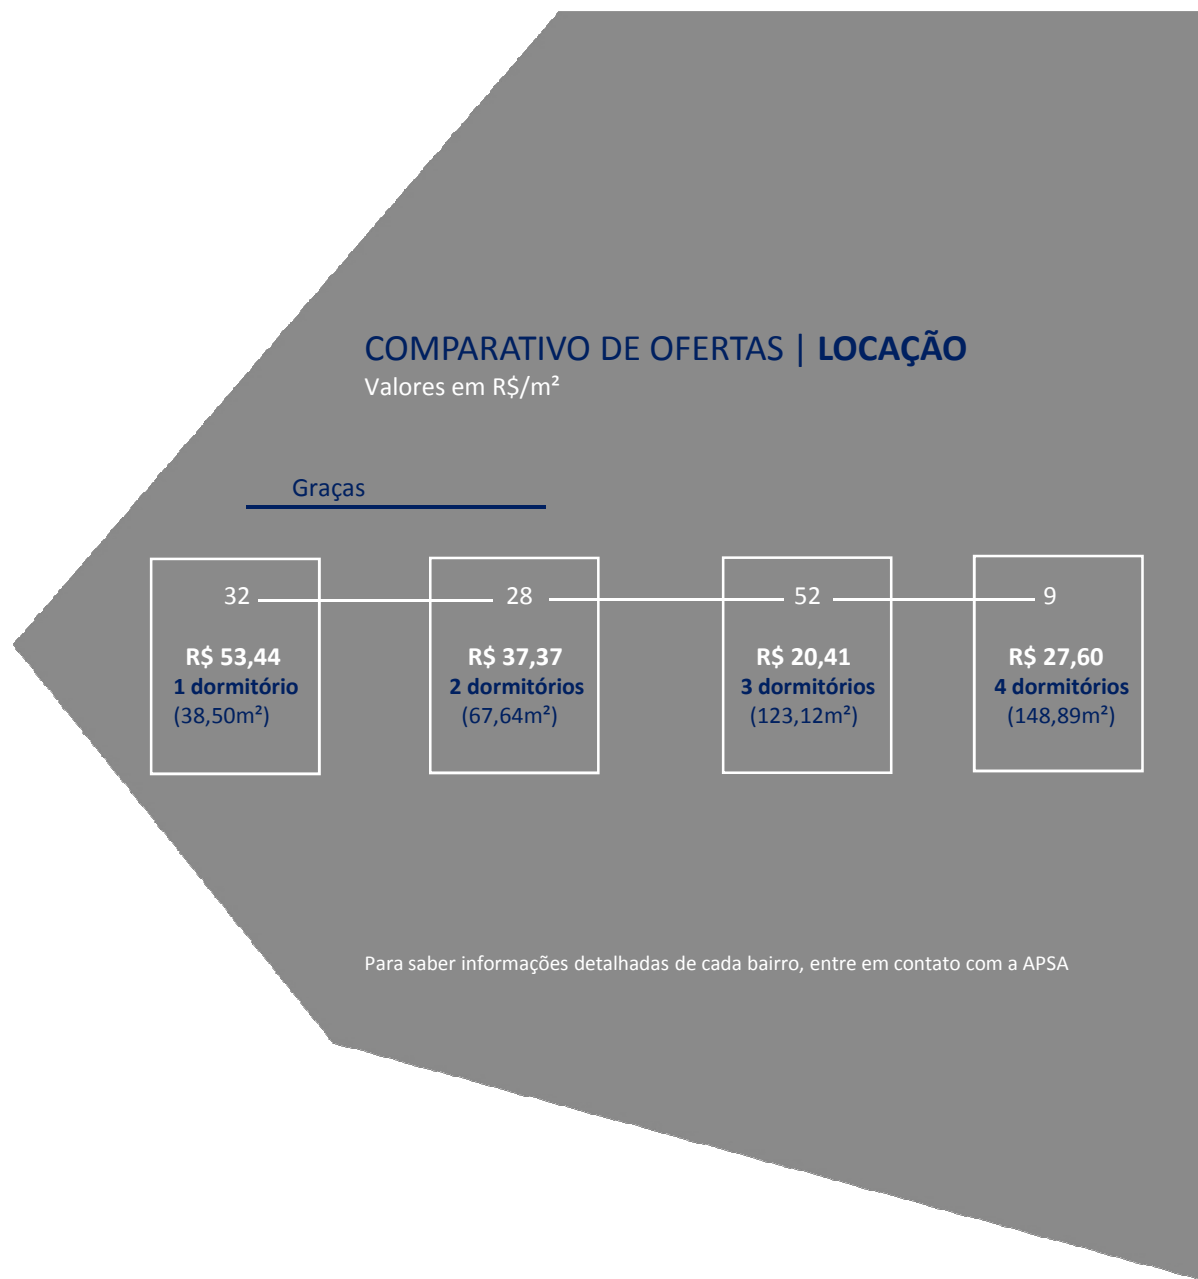 COMPARATIVO DE OFERTAS | LOCAÇÃO
Valores em R$/m²
Graças
32
R$ 53,44
1 dormitório
(38,50m²)
28
R$ 37,37
2 dormitórios
(67,64m²)
52
R$ 20,41
3 dormitórios
(123,12m²)
9
R$ 27,60
4 dormitórios
(148,89m²)
Para saber informações detalhadas de cada bairro, entre em contato com a APSA